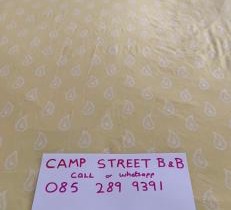 CAMP STREET B&B
CALL or whatsapp
085 289 9391